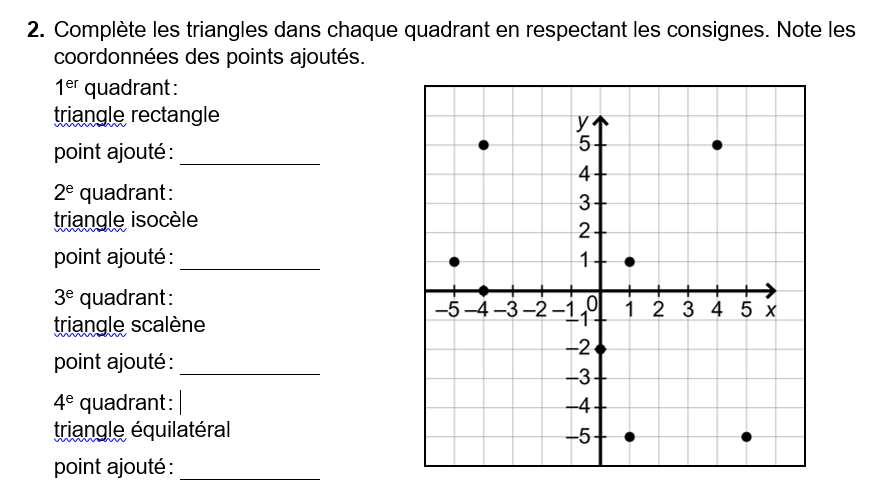 2. Complète les triangles dans chaque quadrant en respectant les consignes. Note les
coordonnées des points ajoutés.
1er quadrant:
triangle rectangle
point ajouté:
2e quadrant:
triangle isocèle
point ajouté:
3e quadrant:
triangle scalène
point ajouté:
4e quadrant:
triangle équilatéral
point ajouté:
y
5
4
3
2
1
–5 –4 –3 –2 –1 0 1 2 3 4 5 x
–1
–2
–3
–4
–5